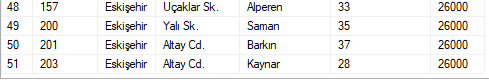 48 157 Eskişehir Uçaklar Sk. Alperen 33 26000
49 200 Eskişehir Yalı Sk. Saman 35 26000
50 201 Eskişehir Altay Cd. Barkın 37 26000
51 203 Eskişehir Altay Cd. Kaynar 28 26000